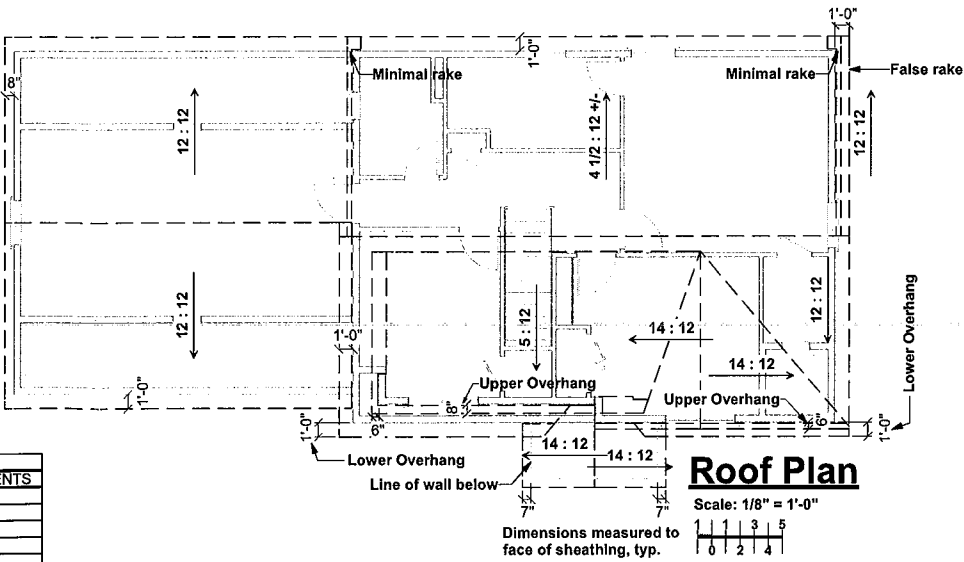 1'-0"
8"
Minimal rake
1'-0"
Minimal rake
False rake
12 : 12
4 1/2 : 12 +/-
12 : 12
12 : 12
5 : 12
12 : 12
14 : 12
14 : 12
1'-0"
1'-0"
Upper Overhang
8"
6"
Upper Overhang
6"
1'-0"
Lower Overhang
1'-0"
14 : 12
14 : 12
Lower Overhang
Line of wall below
7"
7"
Roof Plan
Scale: 1/8" = 1'-0"
1 1 3 5
0 2 4
Dimensions measured to
face of sheathing, typ.
ENTS